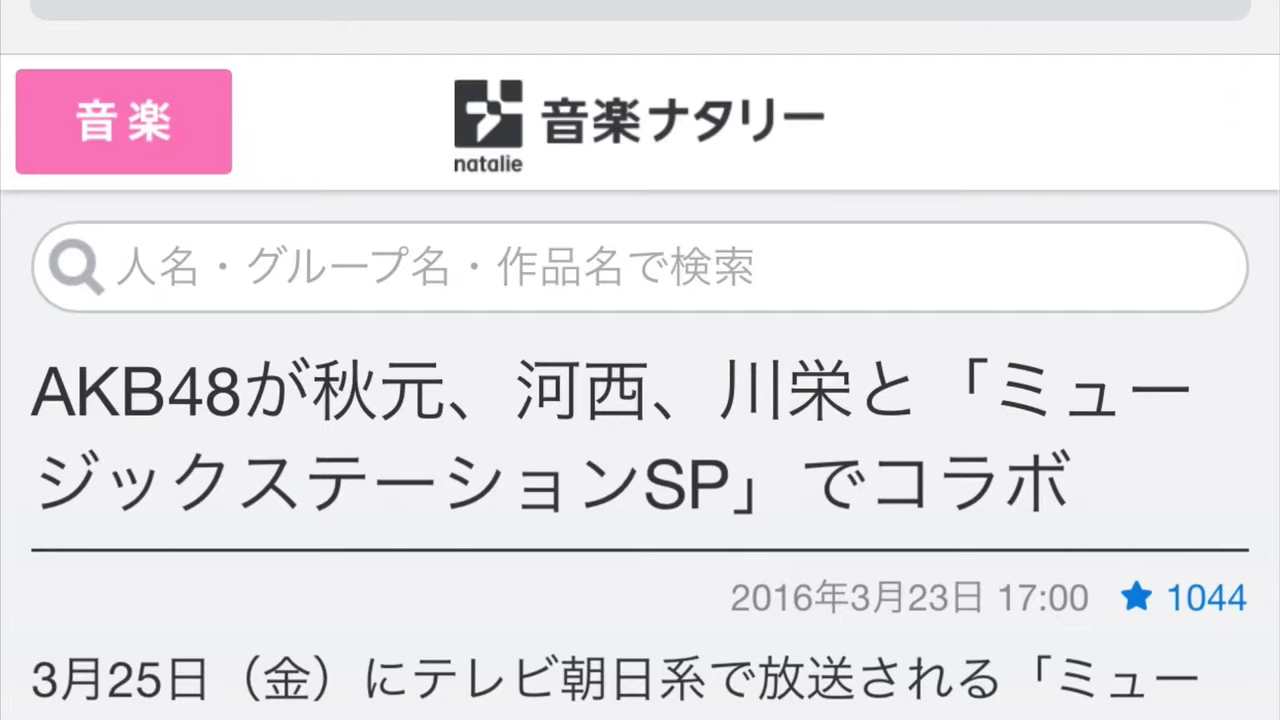 音楽
natalie
音楽ナタリー
人名・グループ名・作品名で検索
AKB48が秋元、河西、川栄と「ミュー
ジックステーションSP」でコラボ
2016年3月23日 17:00 ★ 1044
3月25日（金）にテレビ朝日系で放送される「ミュー